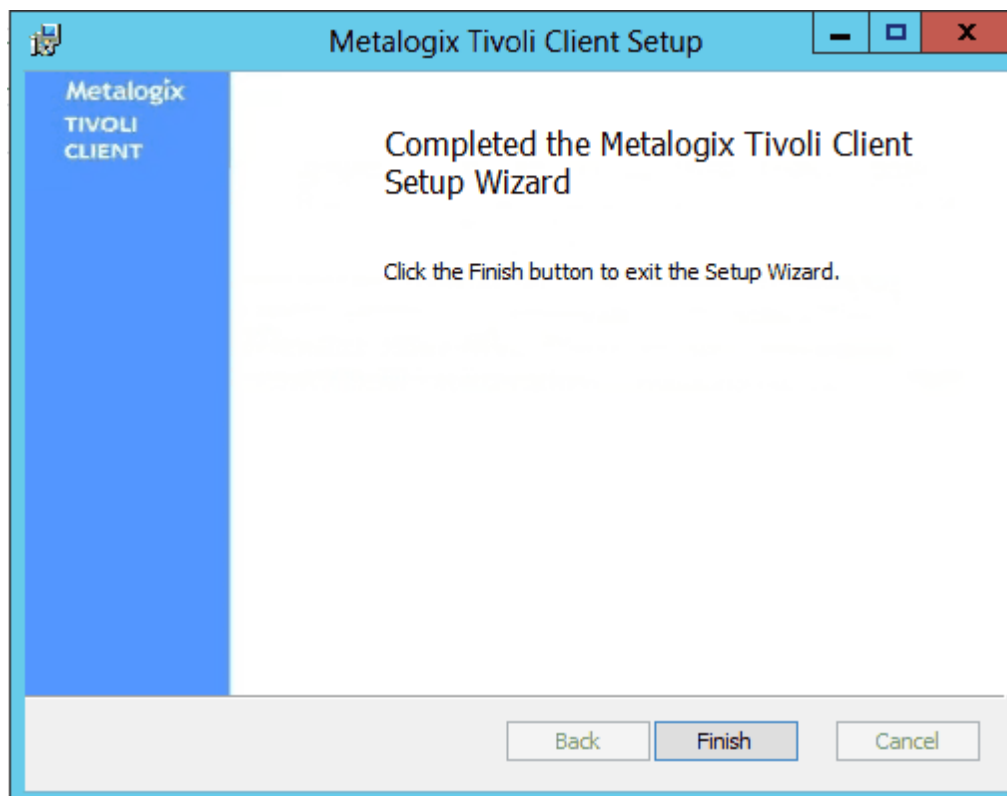 Metalogix Tivoli Client Setup
Metalogix
TIVOLI
CLIENT
Completed the Metalogix Tivoli Client
Setup Wizard
Click the Finish button to exit the Setup Wizard.
Back
Finish
Cancel